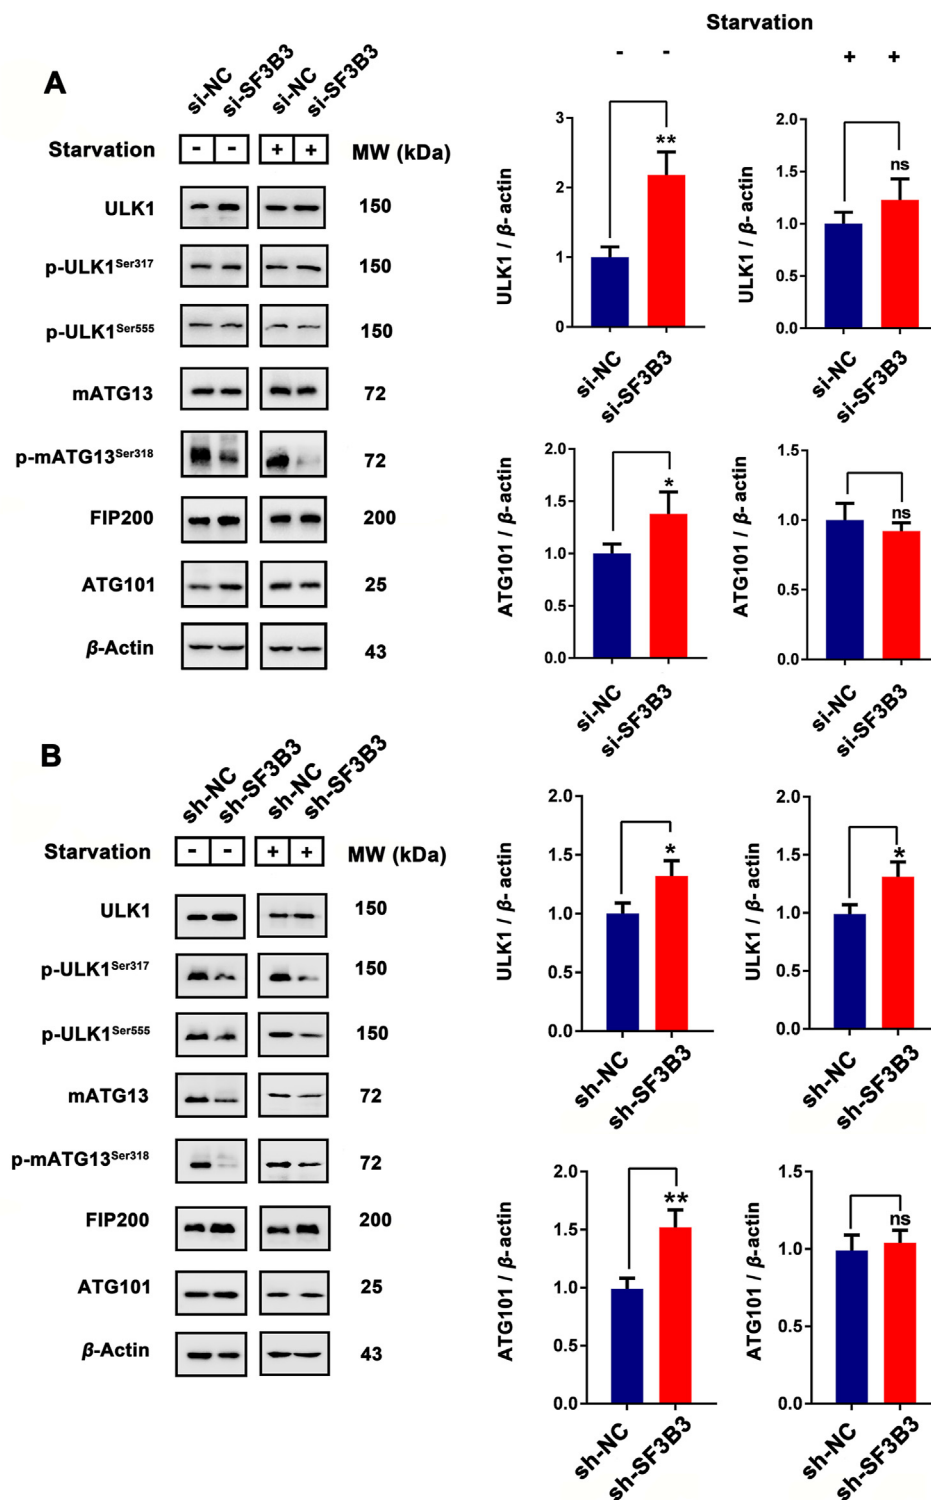 A
si-NC
si-SF3B3
si-NC
si-SF3B3
Starvation - - + + MW (kDa)
ULK1 150
p-ULK1Ser317 150
p-ULK1Ser555 150
mATG13 72
p-mATG13Ser318 72
FIP200 200
ATG101 25
β-Actin 43
Starvation
- - + +
ULK1 / β- actin
3
2
1
0
**
si-NC
si-SF3B3
ULK1 / β- actin
2.0
1.5
1.0
0.5
0.0
ns
si-NC
si-SF3B3
ATG101 / β- actin
2.0
1.5
1.0
0.5
0.0
*
si-NC
si-SF3B3
ATG101 / β- actin
1.5
1.0
0.5
0.0
ns
si-NC
si-SF3B3
B
sh-NC
sh-SF3B3
sh-NC
sh-SF3B3
Starvation - - + + MW (kDa)
ULK1 150
p-ULK1Ser317 150
p-ULK1Ser555 150
mATG13 72
p-mATG13Ser318 72
FIP200 200
ATG101 25
β-Actin 43
ULK1 / β- actin
2.0
1.5
1.0
0.5
0.0
*
sh-NC
sh-SF3B3
ULK1 / β- actin
2.0
1.5
1.0
0.5
0.0
*
sh-NC
sh-SF3B3
ATG101 / β- actin
2.0
1.5
1.0
0.5
0.0
**
sh-NC
sh-SF3B3
ATG101 / β- actin
1.5
1.0
0.5
0.0
ns
sh-NC
sh-SF3B3